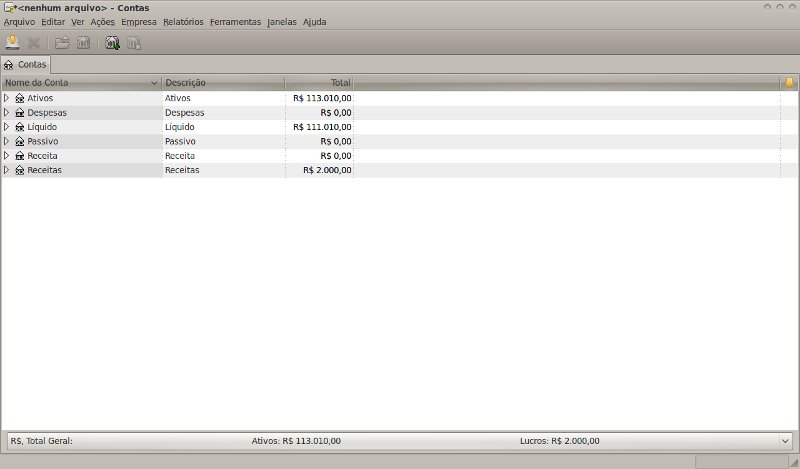 *<nenhum arquivo> - Contas
Arquivo Editar Ver Ações Empresa Relatórios Ferramentas Janelas Ajuda
Contas
Nome da Conta Descrição Total
Ativos Ativos R$ 113.010,00
Despesas Despesas R$ 0,00
Líquido Líquido R$ 111.010,00
Passivo Passivo R$ 0,00
Receita Receita R$ 0,00
Receitas Receitas R$ 2.000,00
R$, Total Geral: Ativos: R$ 113.010,00 Lucros: R$ 2.000,00